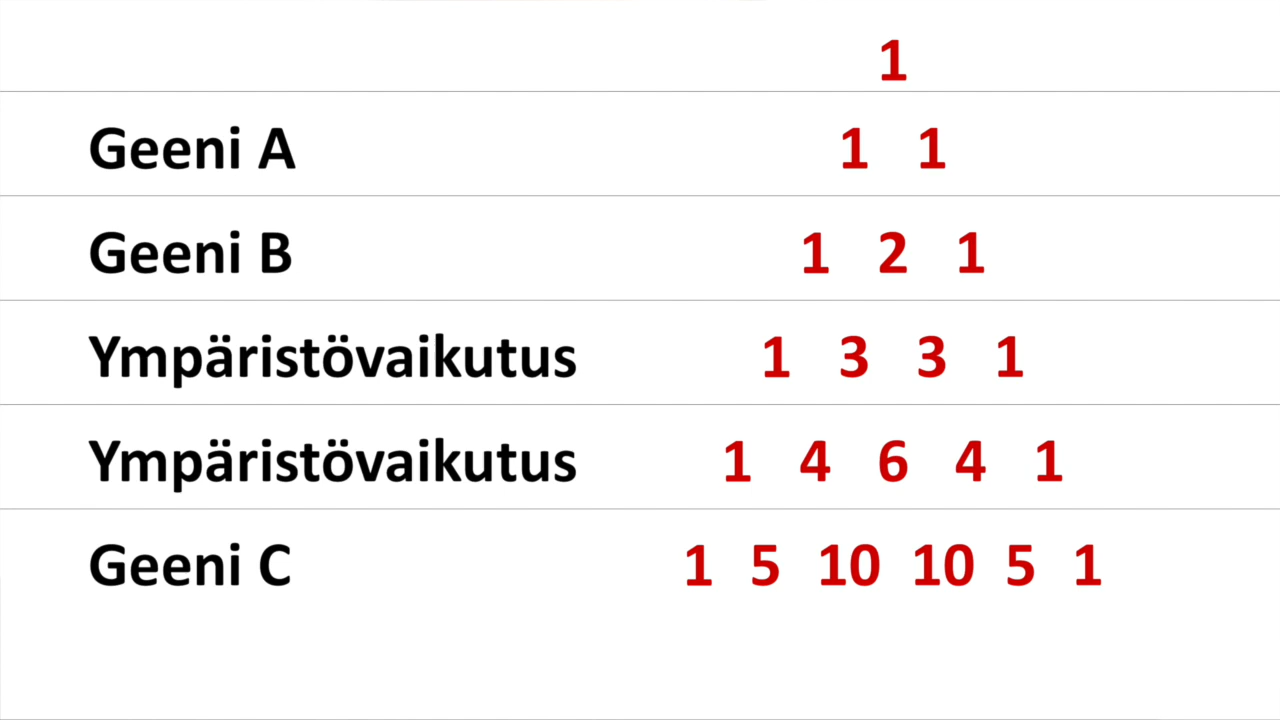 1
Geeni A 1 1
Geeni B 1 2 1
Ympäristövaikutus 1 3 3 1
Ympäristövaikutus 1 4 6 4 1
Geeni C 1 5 10 10 5 1